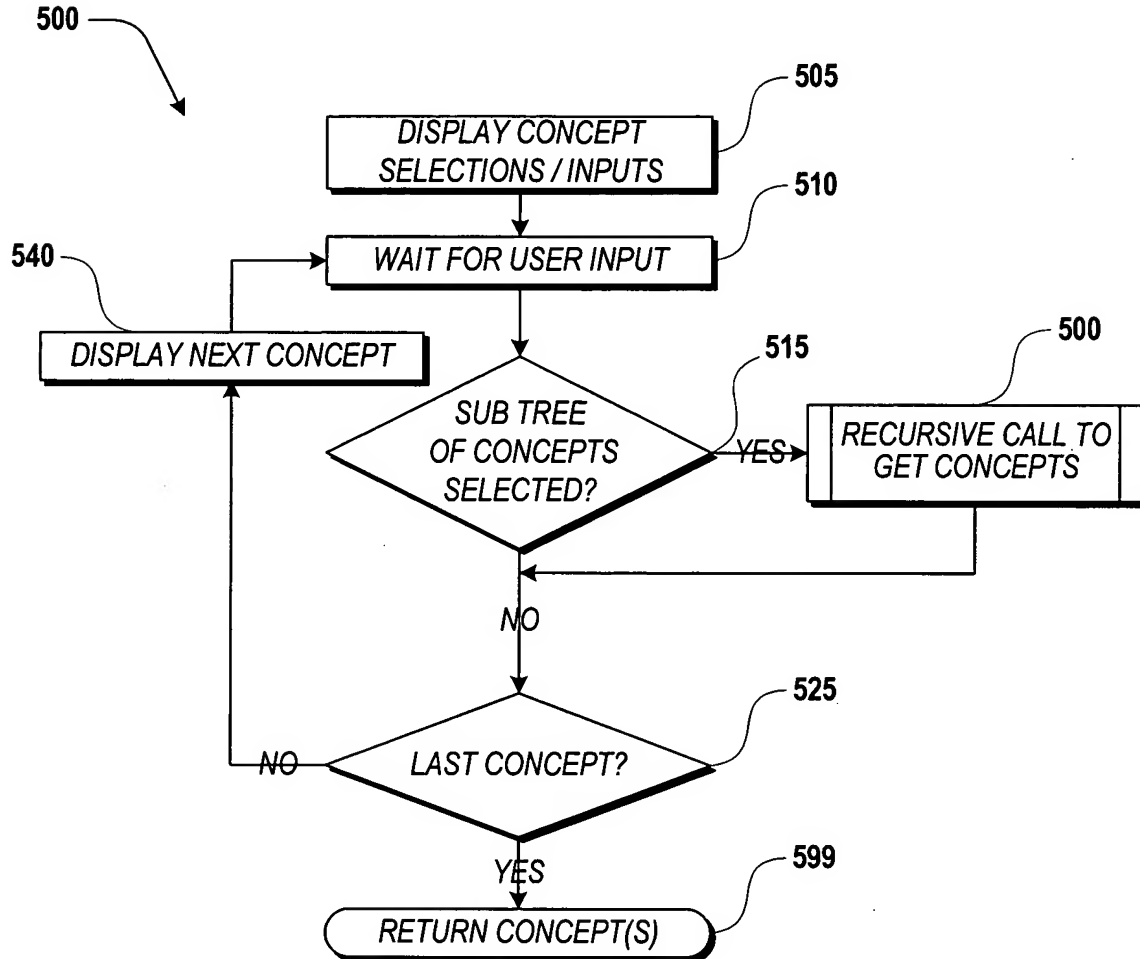 500
505
DISPLAY CONCEPT
SELECTIONS / INPUTS
510
WAIT FOR USER INPUT
540
DISPLAY NEXT CONCEPT
515
500
SUB TREE
OF CONCEPTS
SELECTED?
YES
RECURSIVE CALL TO
GET CONCEPTS
NO
525
LAST CONCEPT?
NO
YES
599
RETURN CONCEPT(S)